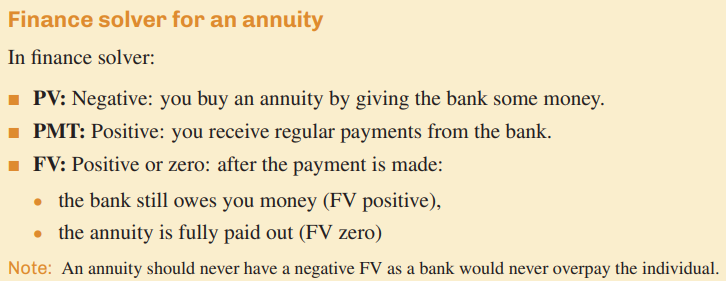 Finance solver for an annuity
In finance solver:
■ PV: Negative: you buy an annuity by giving the bank some money.
■ PMT: Positive: you receive regular payments from the bank.
■ FV: Positive or zero: after the payment is made:
• the bank still owes you money (FV positive),
• the annuity is fully paid out (FV zero)
Note: An annuity should never have a negative FV as a bank would never overpay the individual.